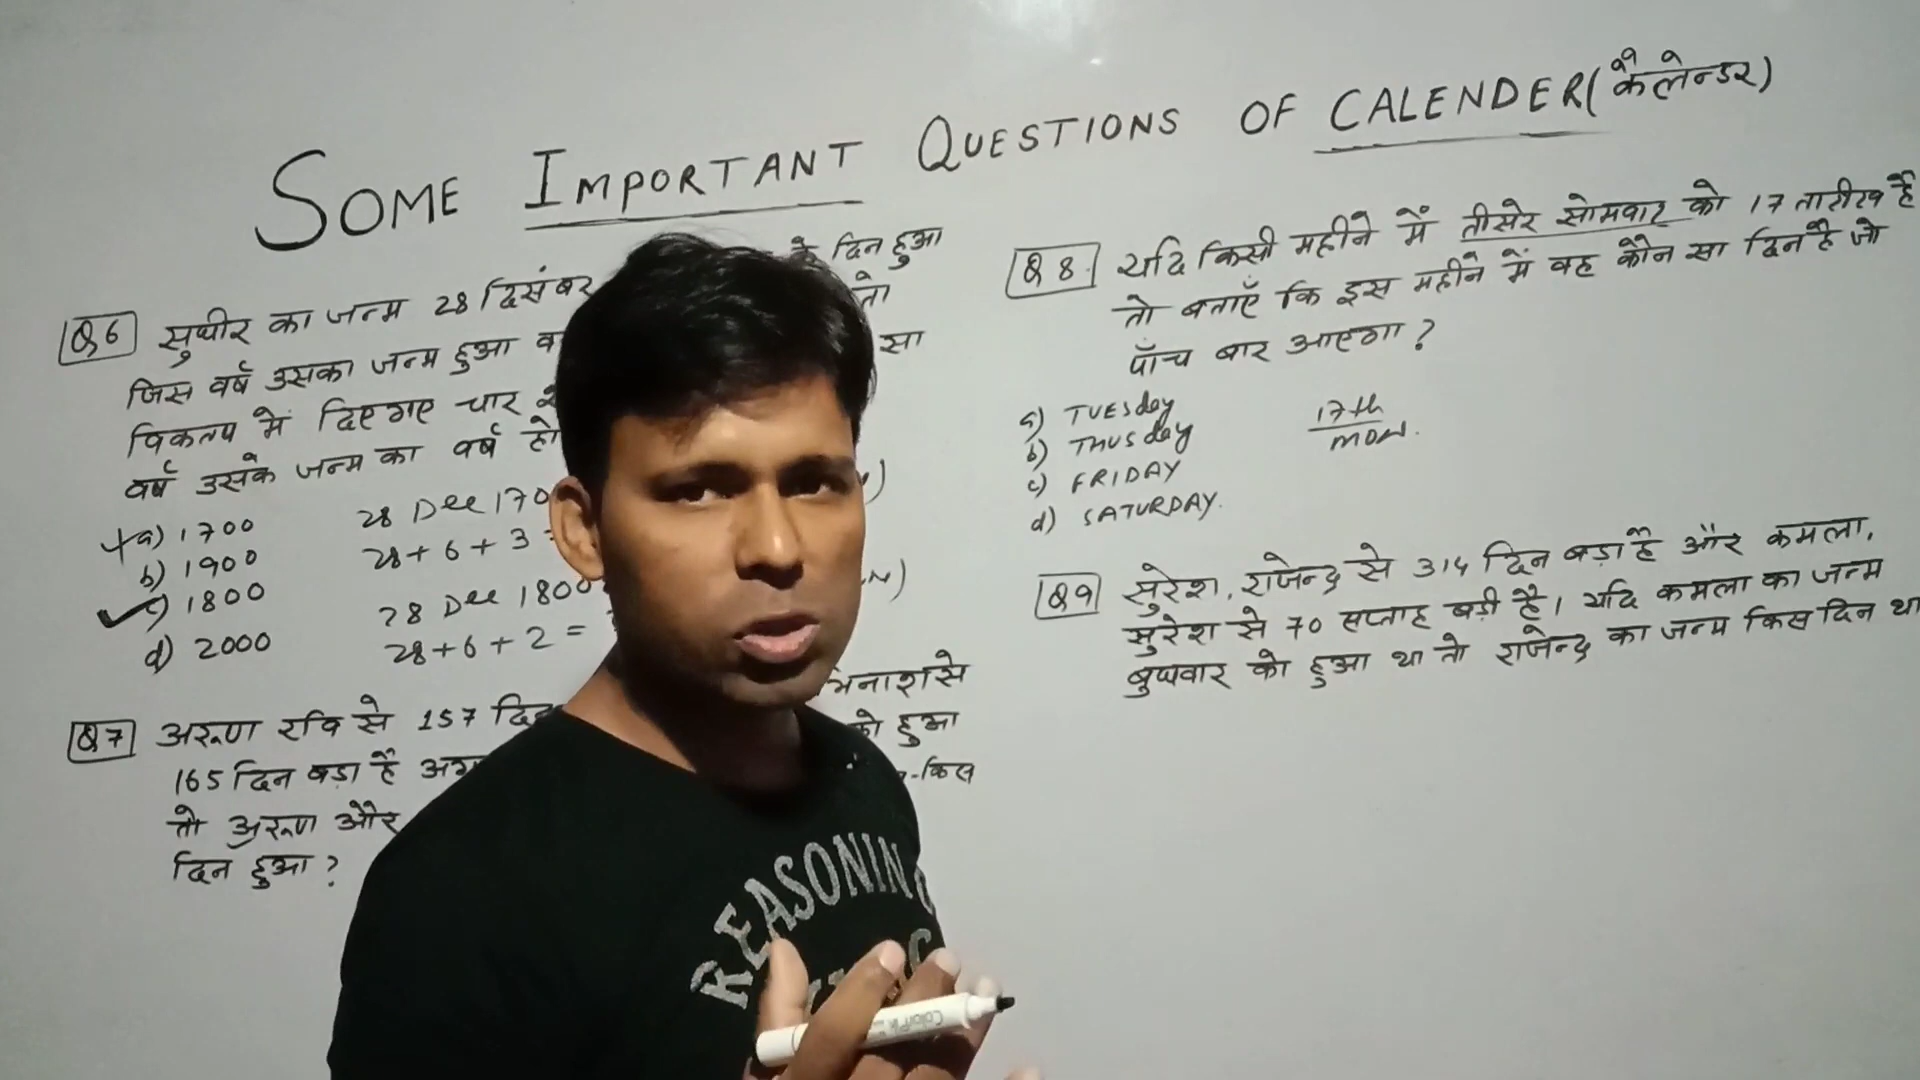 SOME IMPORTANT QUESTIONS OF CALENDER(कैलेन्डर)
Q6 सुधीर का जन्म 28 दिसंबर के दिन हुआ
जिस वर्ष उसका जन्म हुआ तो
विकल्प में दिए गए चार सा
वर्ष उसके जन्म का वर्ष हो
a) 1700
b) 1900
c) 1800
d) 2000
28 Dec 170
28+6+3=
28 Dec 1800
28+6+2=
Q7 अरूण रवि से 157 दिन से
165 दिन बड़ा है को हुआ
तो अरूण और किस
दिन हुआ?
Q8. यदि किसी महीने में तीसरे सोमवार को 17 तारीख है
तो बताएँ कि इस महीने में वह कौन सा दिन है जो
पाँच बार आएगा?
a) TUESday
b) THUSday
c) FRIDAY
d) SATURDAY.
17th
MON.
Q9 सुरेश, राजेन्द्र से 314 दिन बड़ा है और कमला,
सुरेश से 70 सप्ताह बड़ी है। यदि कमला का जन्म
बुधवार को हुआ था तो राजेन्द्र का जन्म किस दिन था
REASONING